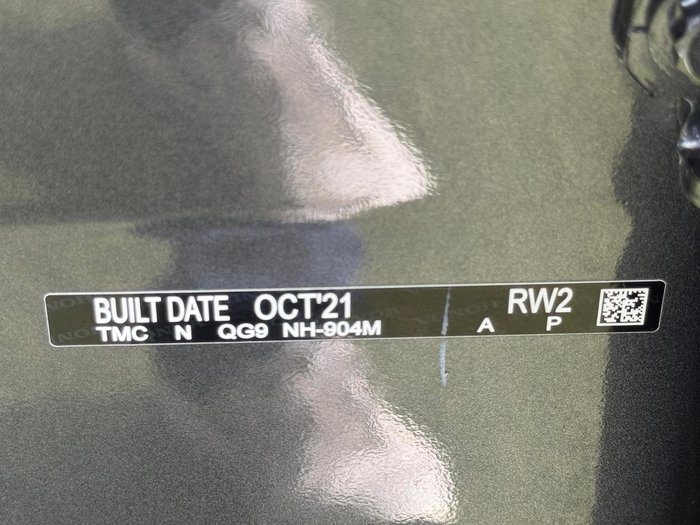 BUILT DATE OCT'21 RW2
TMC N QG9 NH-904M A P